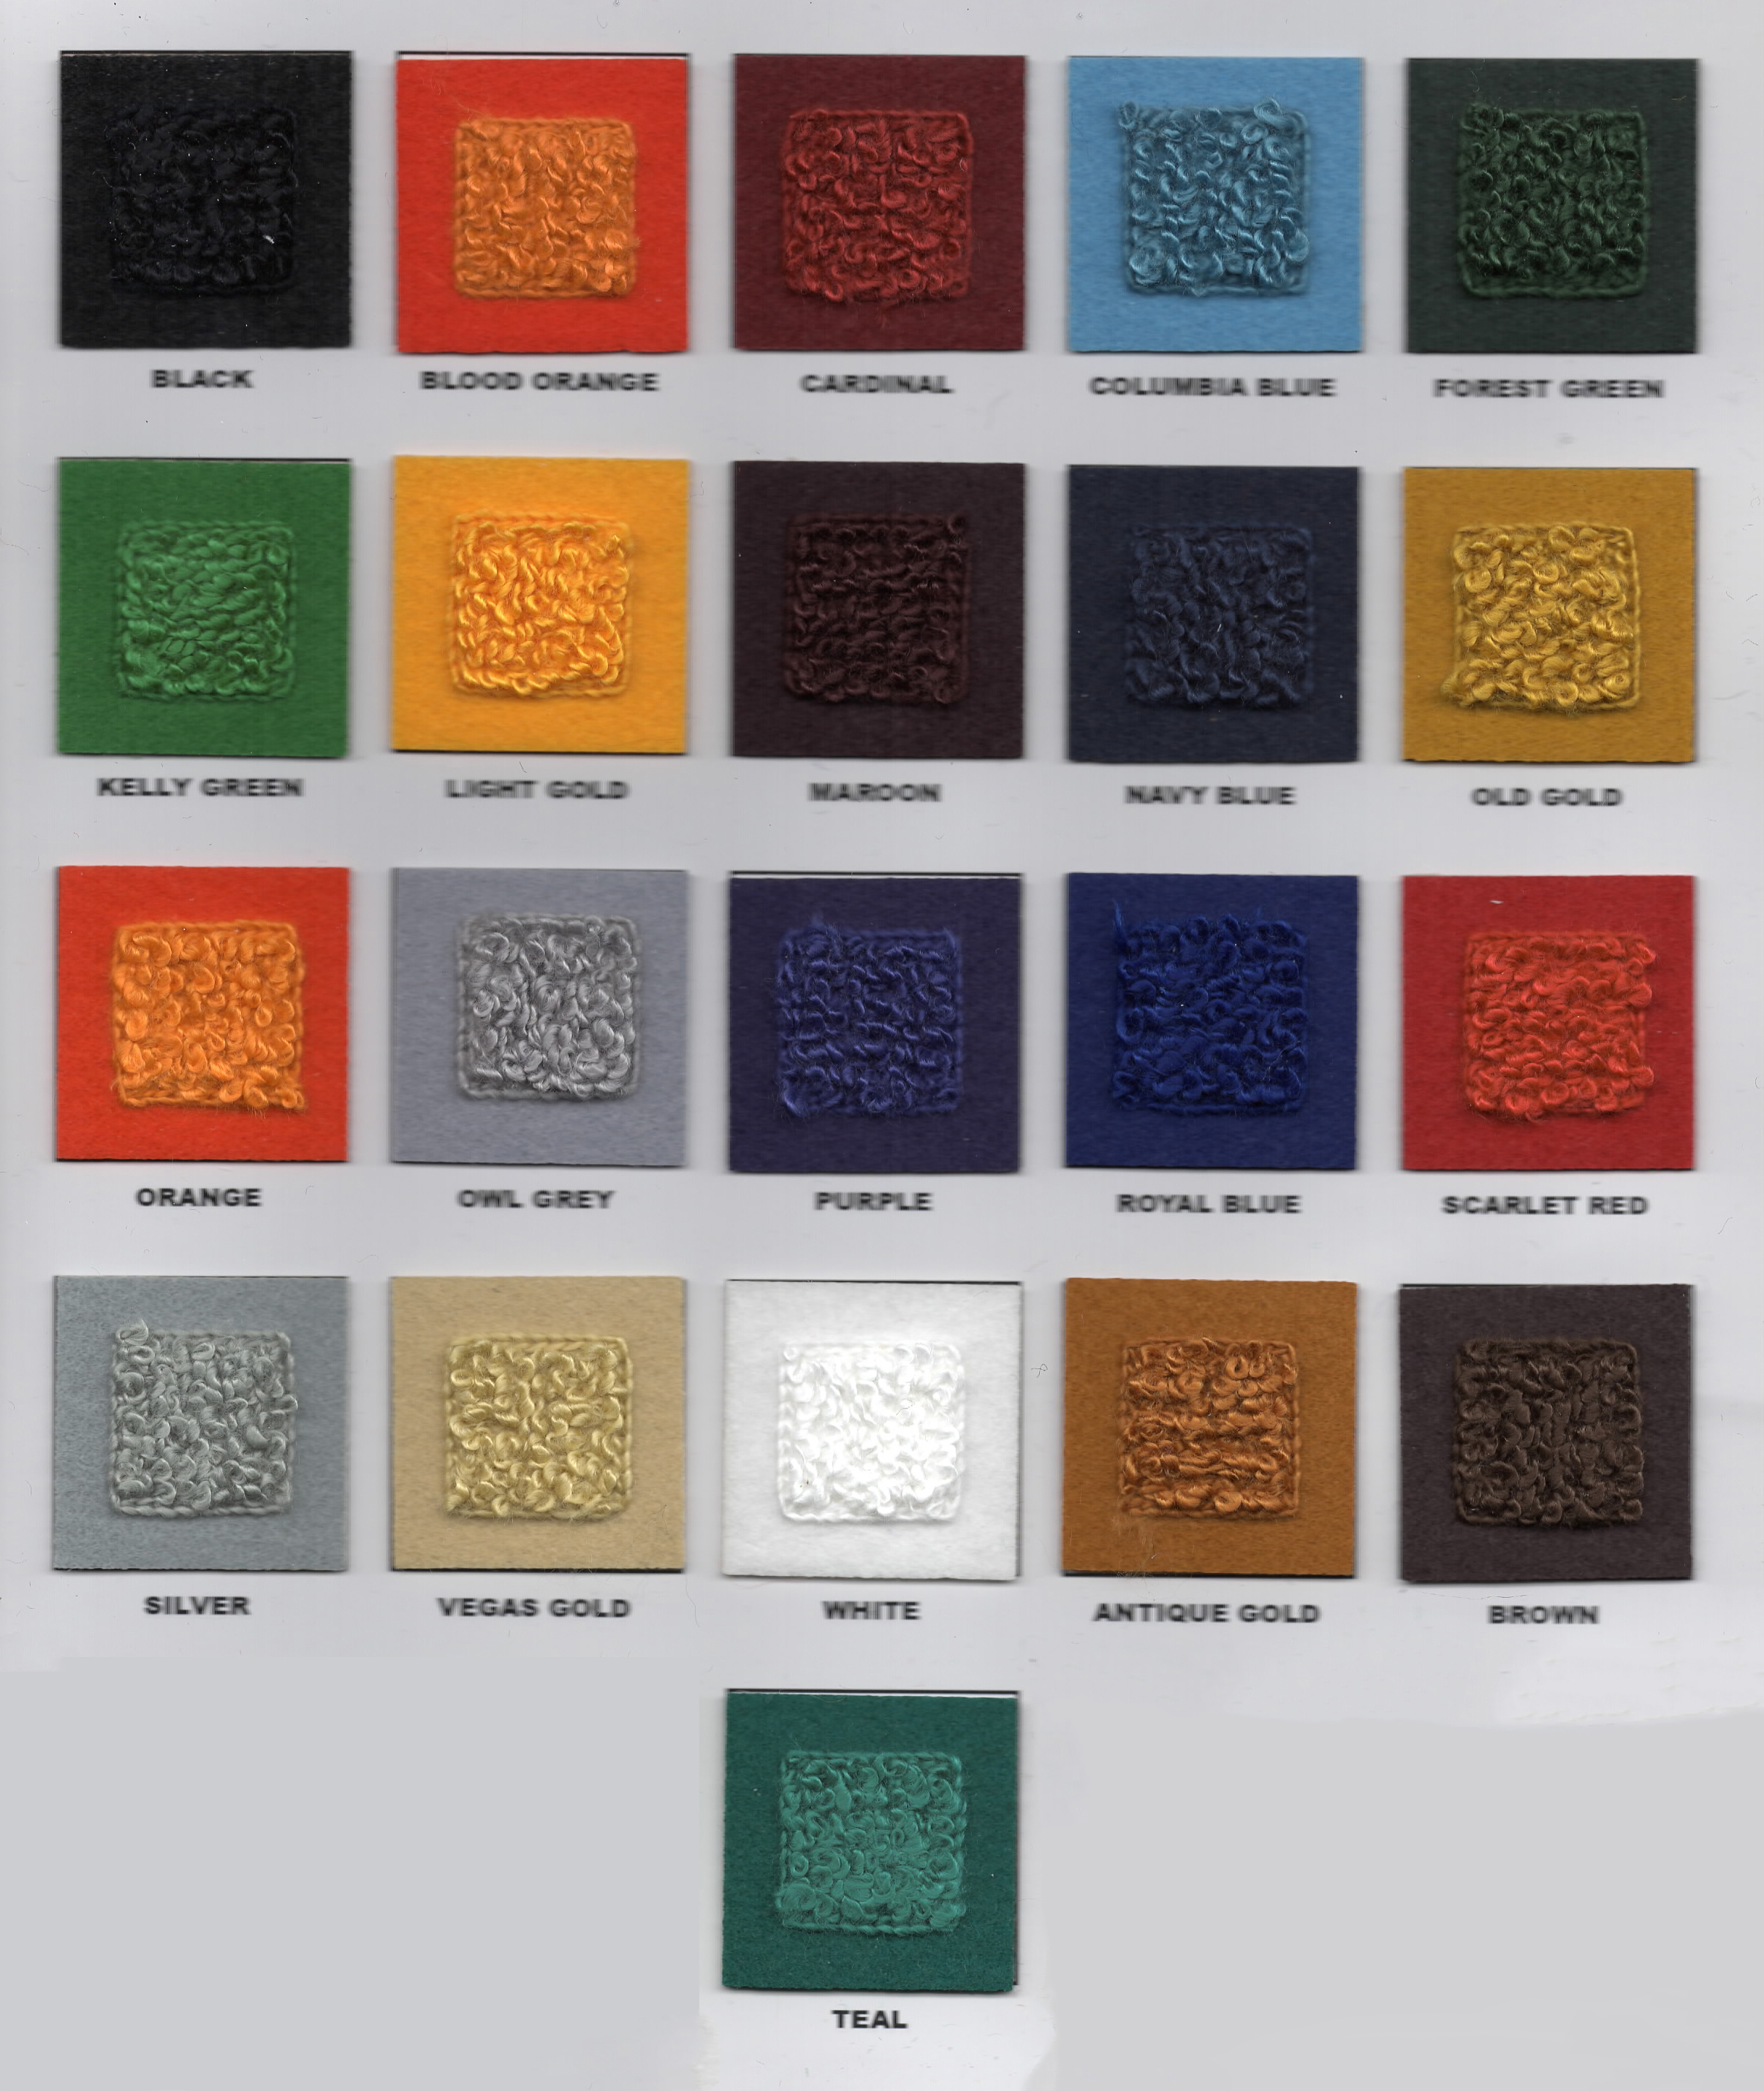 BLACK
BLOOD ORANGE
CARDINAL
COLUMBIA BLUE
FOREST GREEN
KELLY GREEN
LIGHT GOLD
MAROON
NAVY BLUE
OLD GOLD
ORANGE
OWL GREY
PURPLE
ROYAL BLUE
SCARLET RED
SILVER
VEGAS GOLD
WHITE
ANTIQUE GOLD
BROWN
TEAL